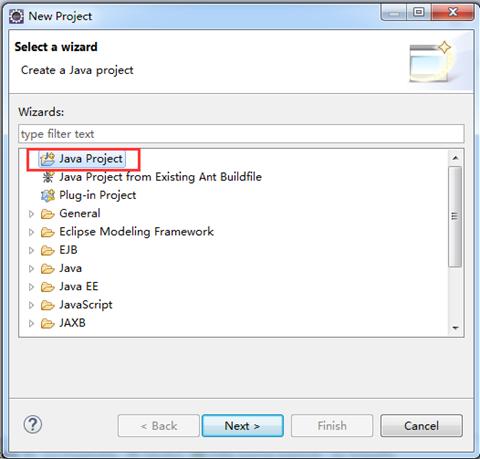 New Project
Select a wizard
Create a Java project
Wizards:
type filter text
Java Project
Java Project from Existing Ant Buildfile
Plug-in Project
General
Eclipse Modeling Framework
EJB
Java
Java EE
JavaScript
JAXB
?
< Back
Next >
Finish
Cancel